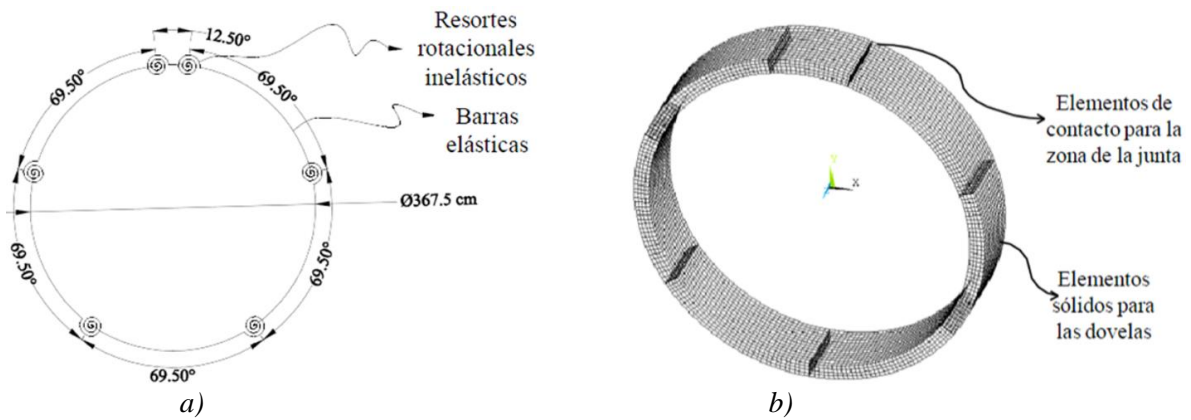 12.50°
Resortes
rotacionales
inelásticos
69.50°
69.50°
Barras
elásticas
Ø367.5 cm
69.50°
69.50°
69.50°
a)
Elementos de
contacto para la
zona de la junta
Y
X
Elementos
sólidos para
las dovelas
b)